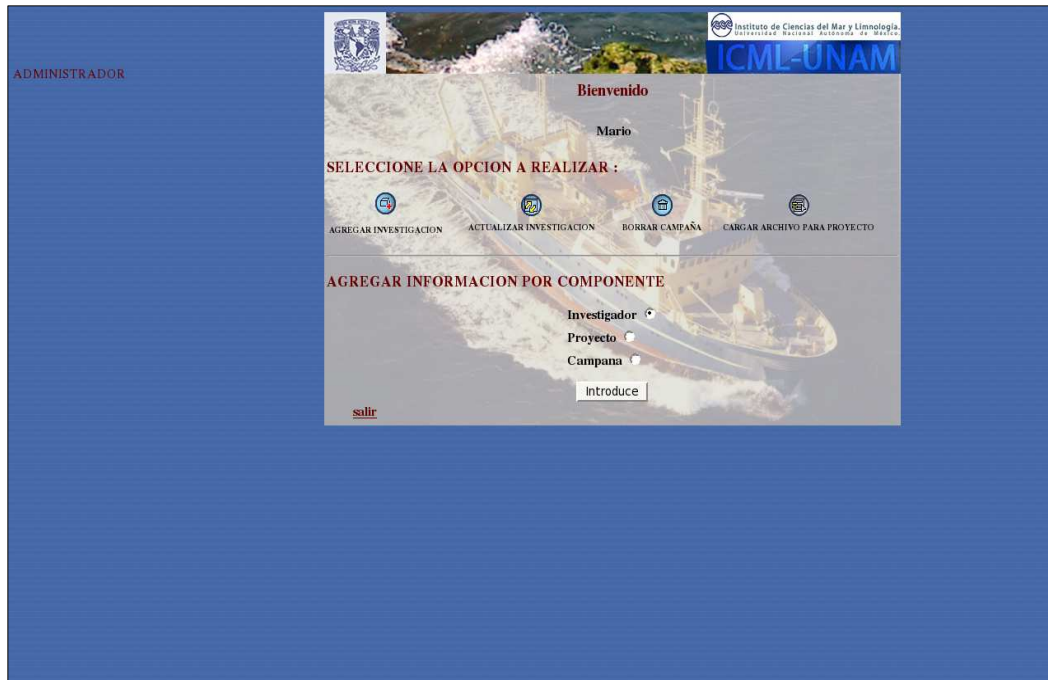 Instituto de Ciencias del Mar y Limnología.
Universidad Nacional Autónoma de México.
ICML-UNAM
ADMINISTRADOR
Bienvenido
Mario
SELECCIONE LA OPCION A REALIZAR :
AGREGAR INVESTIGACION
ACTUALIZAR INVESTIGACION
BORRAR CAMPAÑA
CARGAR ARCHIVO PARA PROYECTO
AGREGAR INFORMACION POR COMPONENTE
Investigador
Proyecto
Campana
Introduce
salir